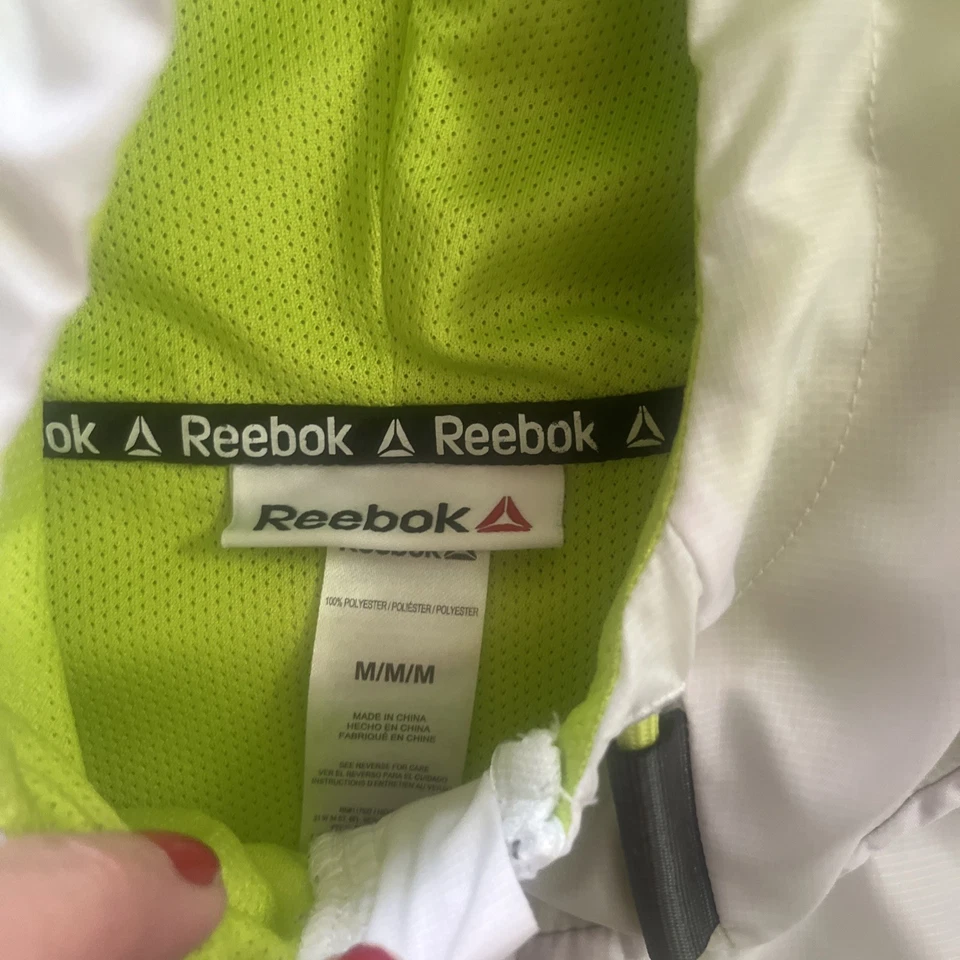 ok Reebok Reebok
Reebok
Reebok
100% POLYESTER / POLIÉSTER / POLYESTER
M/M/M
MADE IN CHINA
HECHO EN CHINA
FABRIQUÉ EN CHINE
SEE REVERSE FOR CARE
VER EL REVERSO PARA EL CUIDADO
INSTRUCTIONS D'ENTRETIEN AU